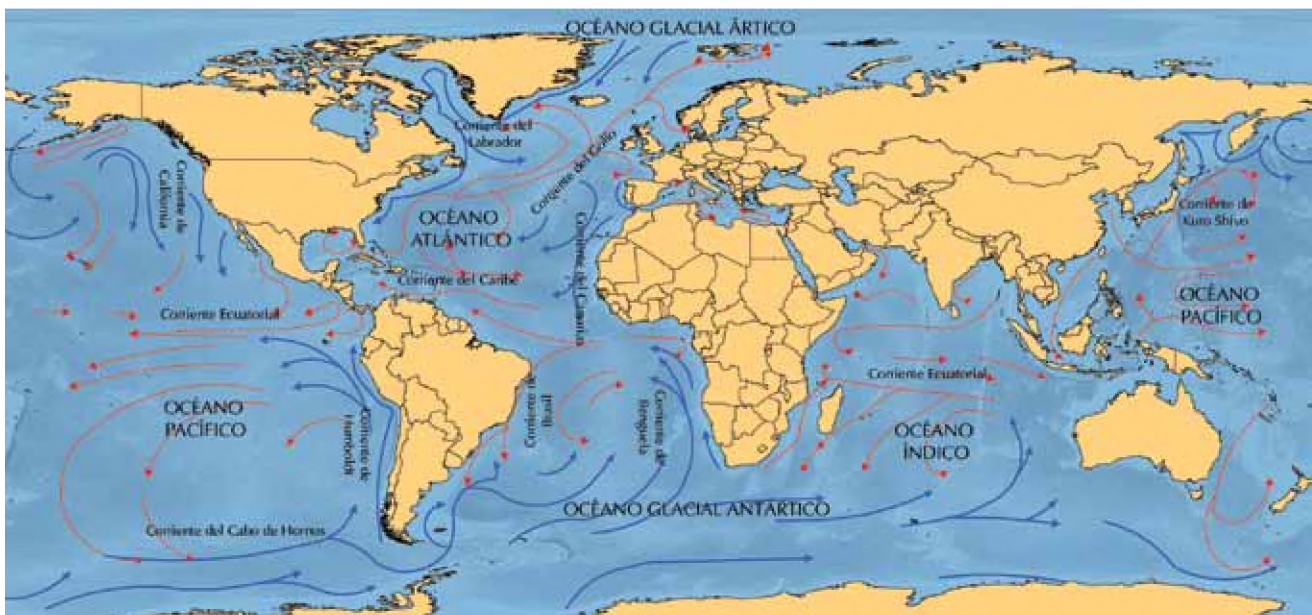 OCÉANO GLACIAL ÁRTICO
Corriente del
Labrador
Corriente del Golfo
Corriente de
California
OCÉANO
ATLÁNTICO
Corriente de Canarias
Corriente de
Kuro Shivo
Corriente del Caribe
Corriente Ecuatorial
OCÉANO
PACÍFICO
Corriente Ecuatorial
OCÉANO
PACÍFICO
Corriente de
Humboldt
Corriente de
Brasil
Corriente de
Benguela
OCÉANO
ÍNDICO
OCÉANO GLACIAL ANTÁRTICO
Corriente del Cabo de Hornos